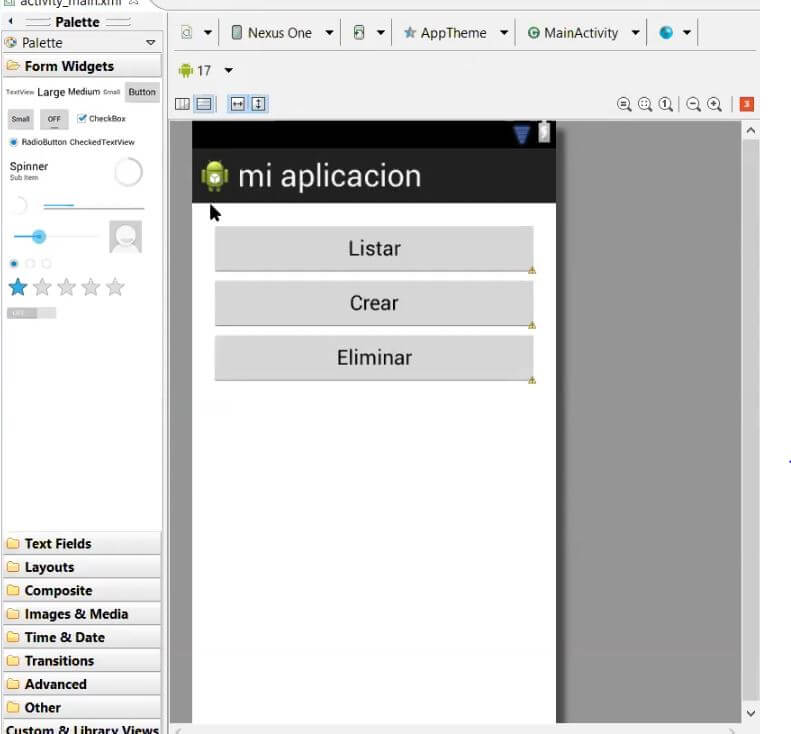 activity_main.xml
Palette
Palette
Form Widgets
TextView Large Medium Small Button
Small OFF CheckBox
RadioButton CheckedTextView
Spinner
Sub Item
OFF
Text Fields
Layouts
Composite
Images & Media
Time & Date
Transitions
Advanced
Other
Custom & Library Views
Nexus One AppTheme MainActivity
17
1 3
mi aplicacion
Listar
Crear
Eliminar